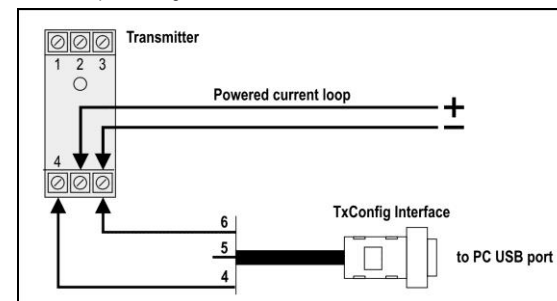 Transmitter
1 2 3
Powered current loop
+
−
4
TxConfig Interface
6
5
to PC USB port
4